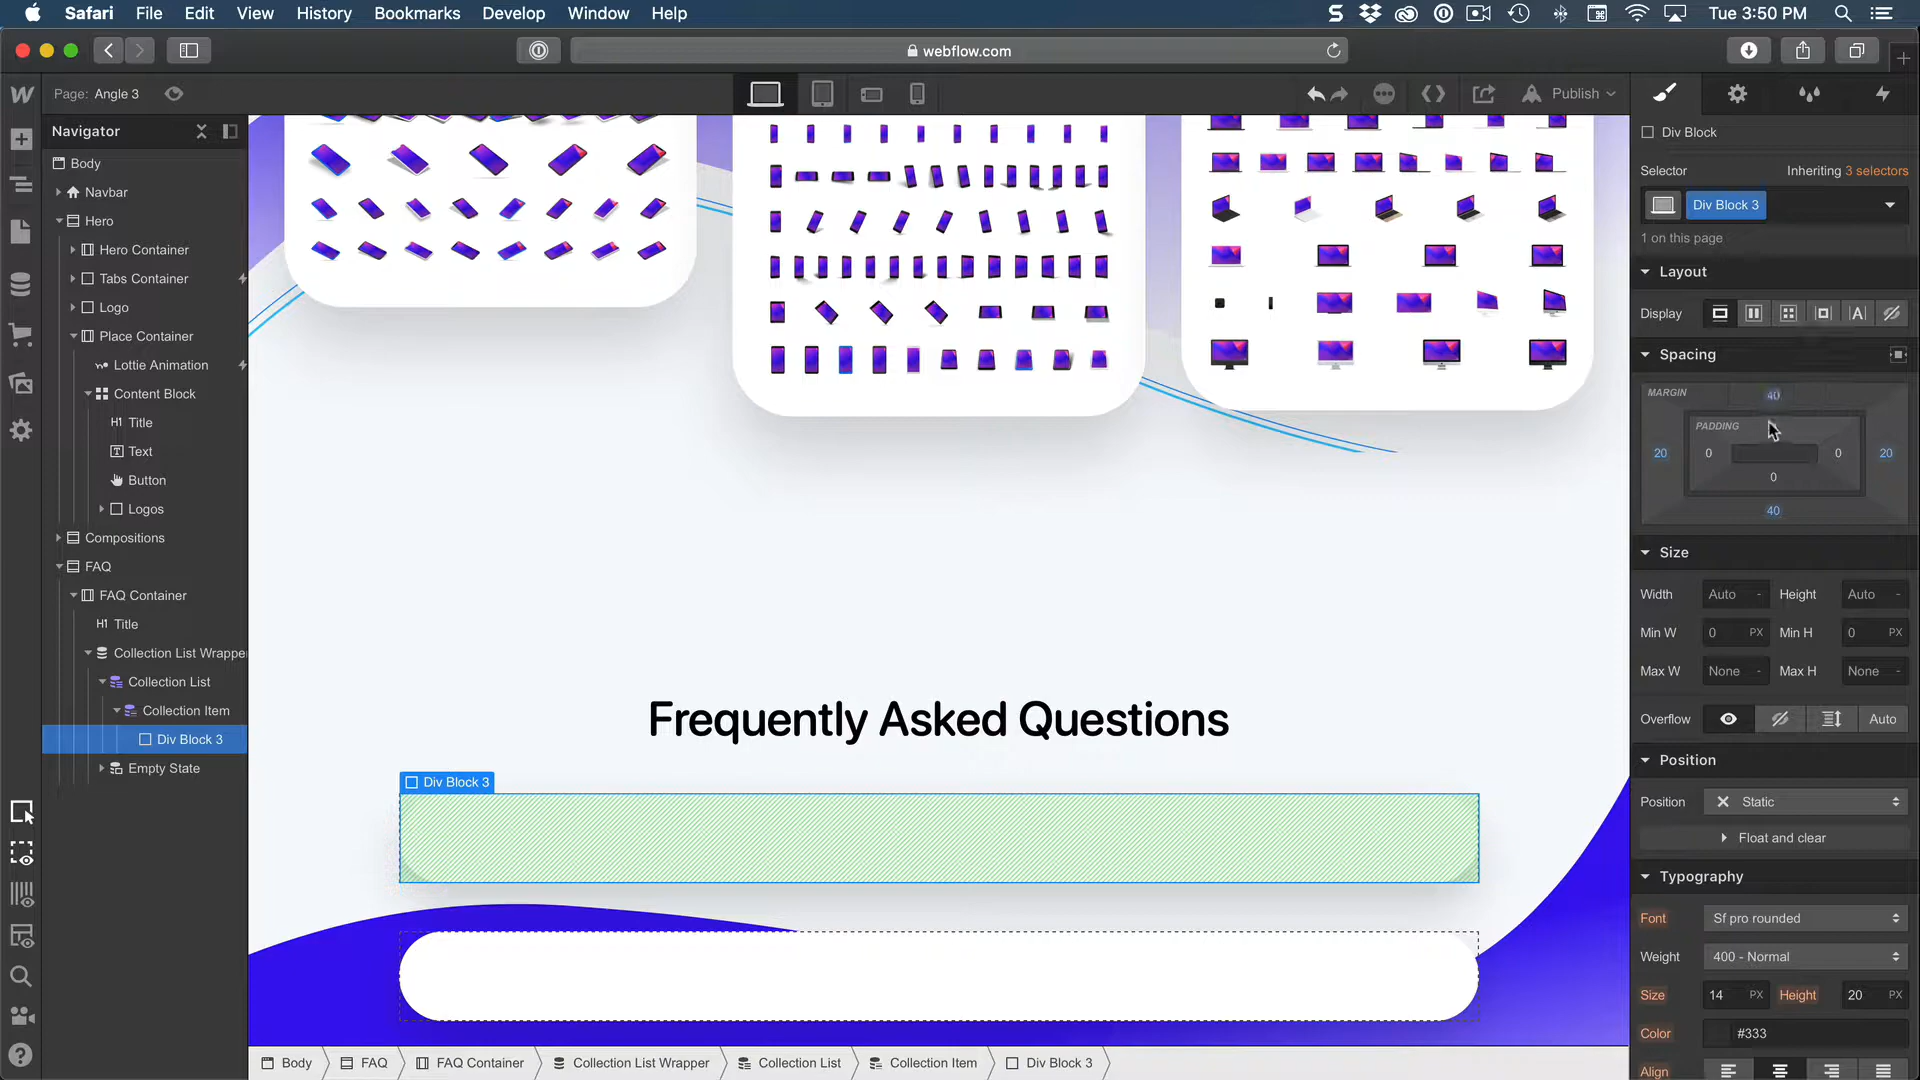 Safari File Edit View History Bookmarks Develop Window Help
Tue 3:50 PM
webflow.com
Page: Angle 3
Publish
Navigator
Body
Navbar
Hero
Hero Container
Tabs Container
Logo
Place Container
Lottie Animation
Content Block
H1 Title
Text
Button
Logos
Compositions
FAQ
FAQ Container
H1 Title
Collection List Wrapper
Collection List
Collection Item
Div Block 3
Empty State
Frequently Asked Questions
Div Block 3
Body FAQ FAQ Container Collection List Wrapper Collection List Collection Item Div Block 3
Div Block
Selector Inheriting 3 selectors
Div Block 3
1 on this page
Layout
Display
Spacing
MARGIN 40
PADDING
20 0 0 20
0
40
Size
Width Auto - Height Auto -
Min W 0 PX Min H 0 PX
Max W None - Max H None -
Overflow Auto
Position
Position Static
Float and clear
Typography
Font Sf pro rounded
Weight 400 - Normal
Size 14 PX Height 20 PX
Color #333
Align